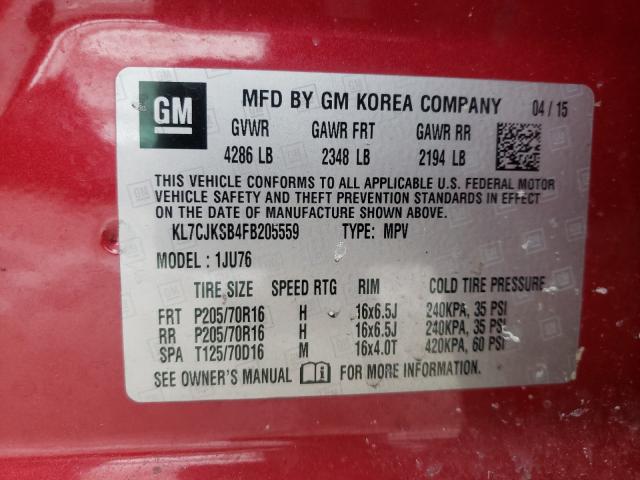 GM MFD BY GM KOREA COMPANY 04 / 15
GVWR GAWR FRT GAWR RR
4286 LB 2348 LB 2194 LB
THIS VEHICLE CONFORMS TO ALL APPLICABLE U.S. FEDERAL MOTOR
VEHICLE SAFETY AND THEFT PREVENTION STANDARDS IN EFFECT ON
THE DATE OF MANUFACTURE SHOWN ABOVE.
KL7CJKSB4FB205559 TYPE: MPV
MODEL : 1JU76
TIRE SIZE SPEED RTG RIM COLD TIRE PRESSURE
FRT P205/70R16 H 16x6.5J 240KPA, 35 PSI
RR P205/70R16 H 16x6.5J 240KPA, 35 PSI
SPA T125/70D16 M 16x4.0T 420KPA, 60 PSI
SEE OWNER'S MANUAL FOR MORE INFORMATION.